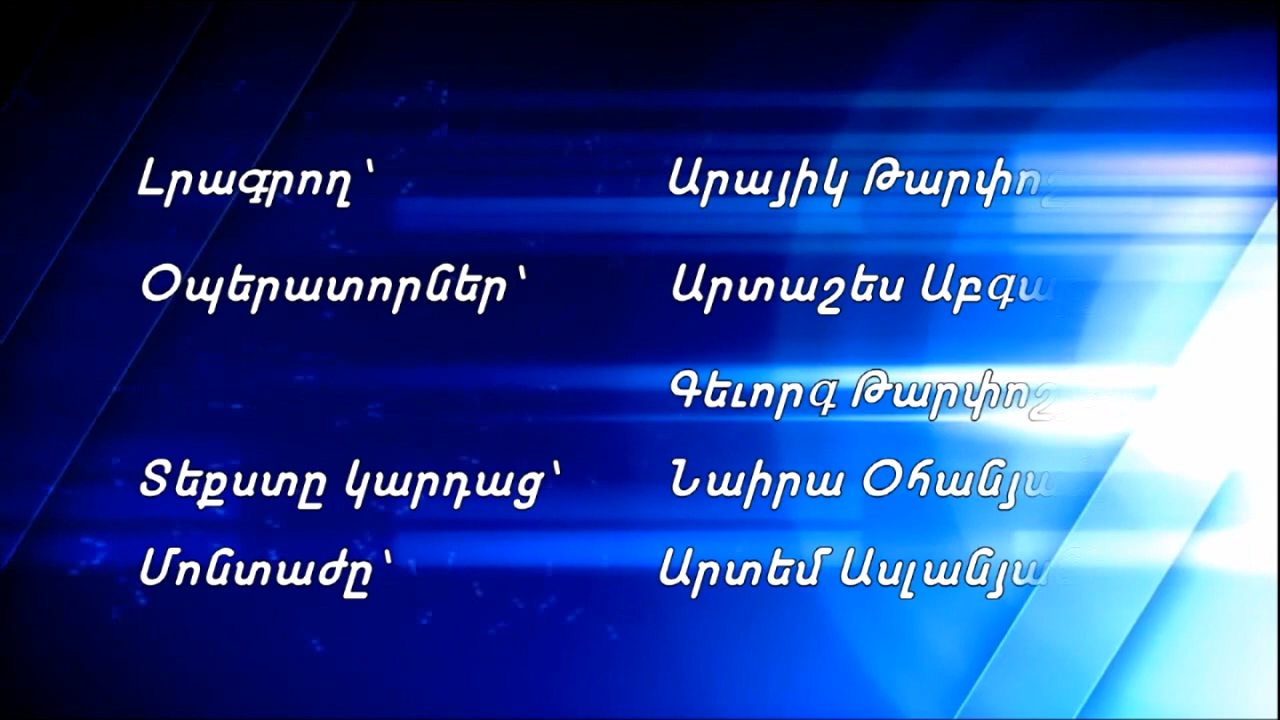 Լրագրող՝ Արայիկ
Օպերատորներ՝ Արտաշես
Գեւորգ
Տեքստը կարդաց՝ Նաիրա
Մոնտաժը՝ Արտեմ